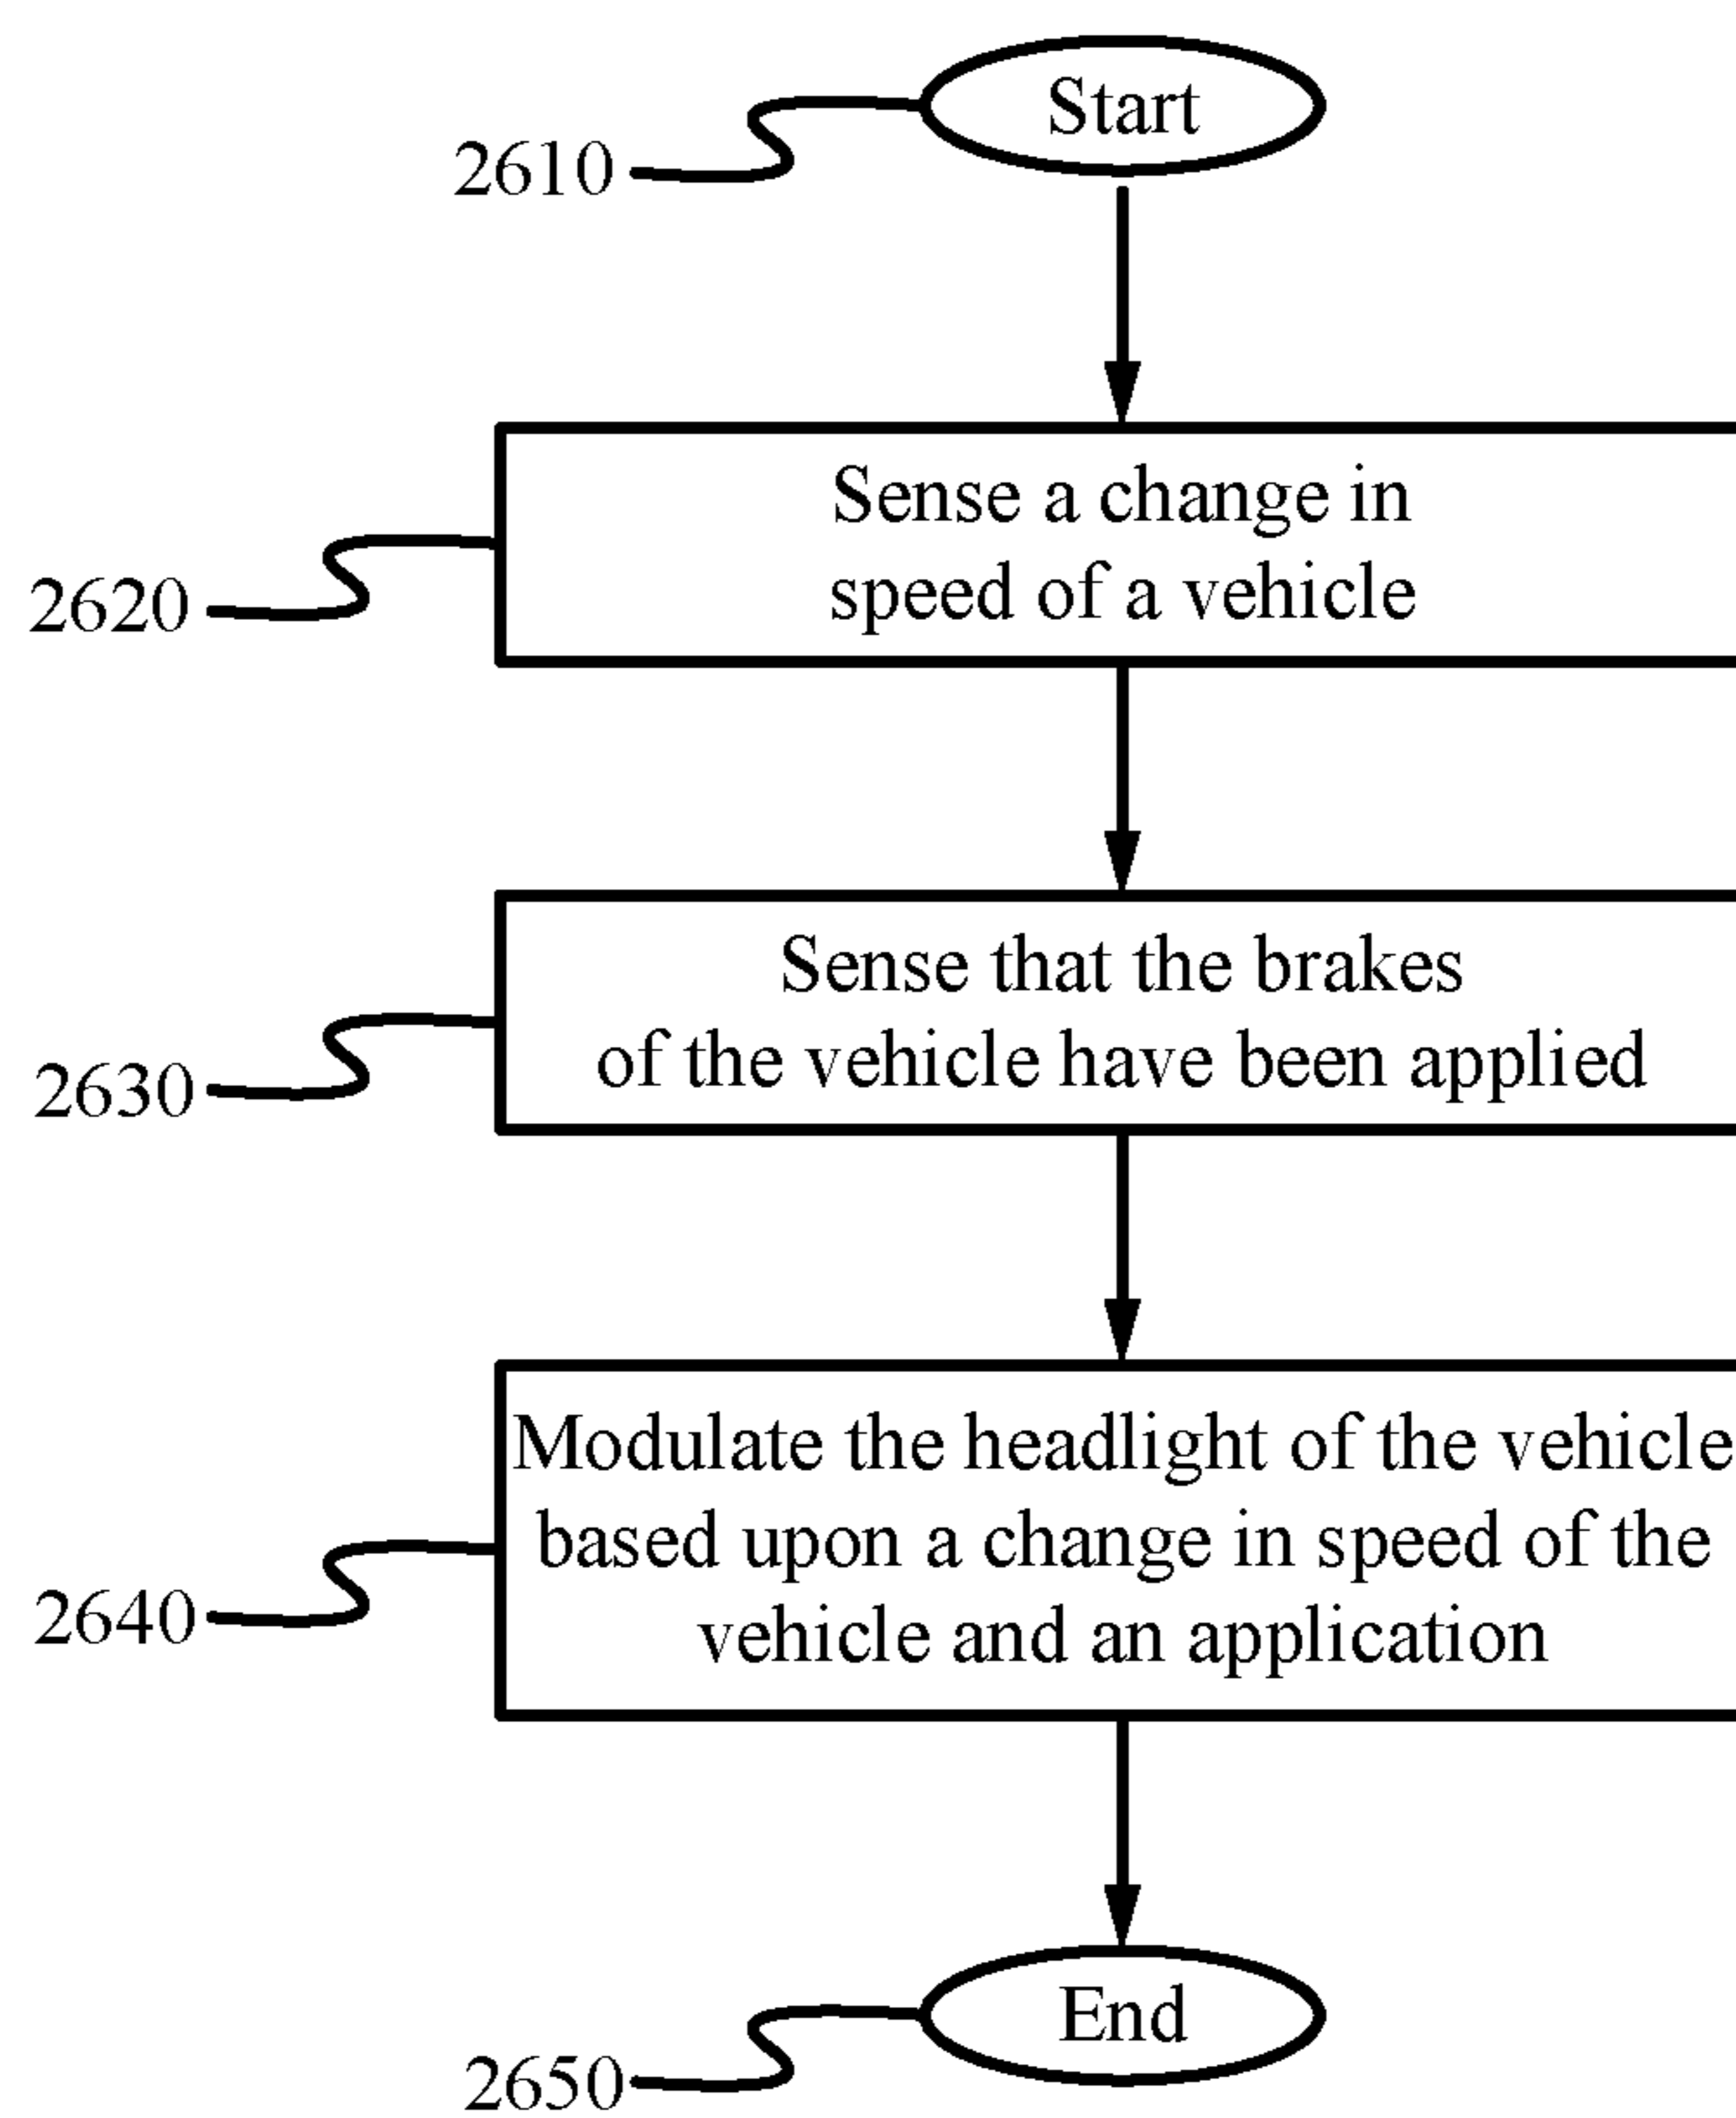 Start
2610
Sense a change in
speed of a vehicle
2620
Sense that the brakes
of the vehicle have been applied
2630
Modulate the headlight of the vehicle
based upon a change in speed of the
vehicle and an application
2640
End
2650